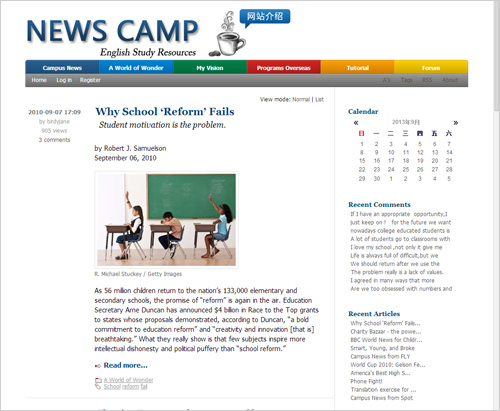 NEWS CAMP
网站介绍
English Study Resources
Campus News A World of Wonder My Vision Programs Overseas Tutorial Forum
Home Log in Register A's Tags RSS About
View mode: Normal | List
2010-09-07 17:09
by birdyjane
905 views
3 comments
Why School ‘Reform’ Fails
Student motivation is the problem.
by Robert J. Samuelson
September 06, 2010
R. Michael Stuckey / Getty Images
As 56 million children return to the nation’s 133,000 elementary and
secondary schools, the promise of “reform” is again in the air. Education
Secretary Arne Duncan has announced $4 billion in Race to the Top grants
to states whose proposals demonstrated, according to Duncan, “a bold
commitment to education reform” and “creativity and innovation [that is]
breathtaking.” What they really show is that few subjects inspire more
intellectual dishonesty and political puffery than “school reform.”
Read more...
A World of Wonder
School reform fail
Calendar
« 2013年9月 »
日 一 二 三 四 五 六
1 2 3 4 5 6 7
8 9 10 11 12 13 14
15 16 17 18 19 20 21
22 23 24 25 26 27 28
29 30 1 2 3 4 5
Recent Comments
If I have an appropriate opportunity,I
Just keep on ! for the future we want
nowadays college educated students is
A lot of students go to classrooms with
I love my school ,not only it give me
Life is always full of difficult,but we
We should return after we use the
The problem really is a lack of values.
I agreed in many ways that more
Are we too obsessed with numbers and
Recent Articles
Why School 'Reform' Fails...
Charity Bazaar - the powe...
BBC World News for Childr...
Smart, Young, and Broke
Campus News from FLY
World Cup 2010: Gelson Fe...
America's Best High S...
Phone Fight!
Translation exercise for ...
Campus News from Spot